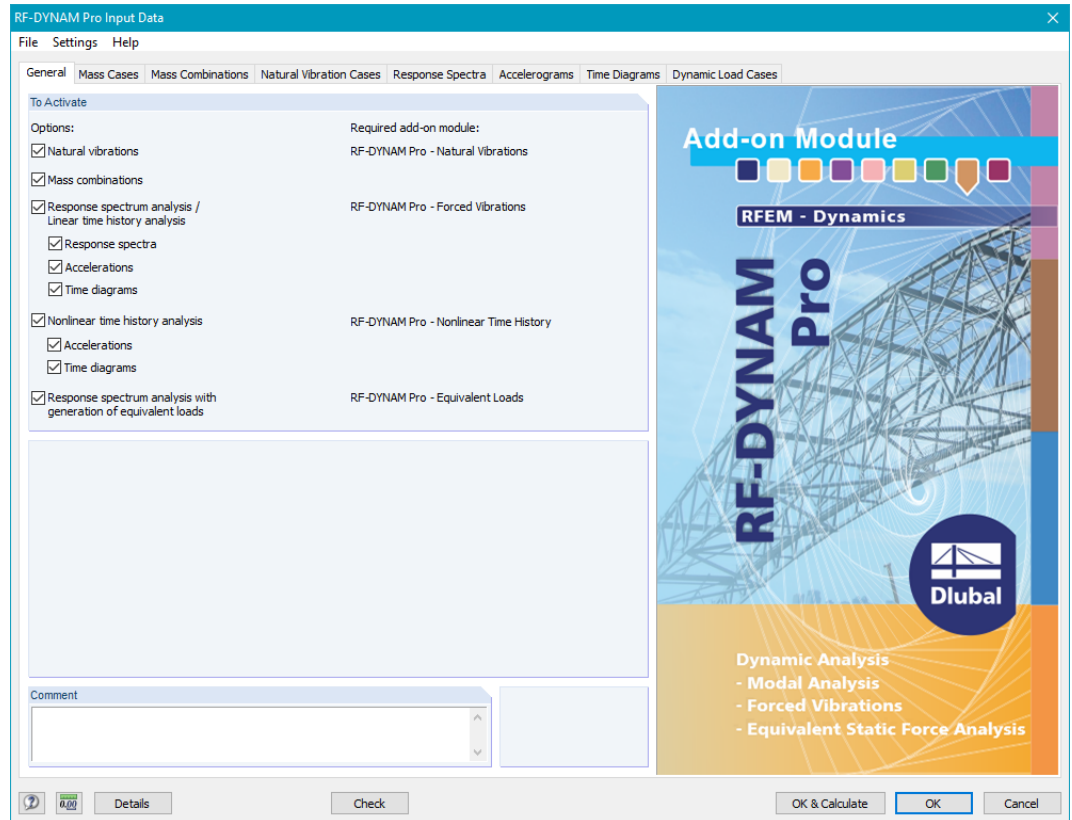 RF-DYNAM Pro Input Data
File Settings Help
General Mass Cases Mass Combinations Natural Vibration Cases Response Spectra Accelerograms Time Diagrams Dynamic Load Cases
To Activate
Options: Required add-on module:
Natural vibrations RF-DYNAM Pro - Natural Vibrations
Mass combinations
Response spectrum analysis / RF-DYNAM Pro - Forced Vibrations
Linear time history analysis
Response spectra
Accelerations
Time diagrams
Nonlinear time history analysis RF-DYNAM Pro - Nonlinear Time History
Accelerations
Time diagrams
Response spectrum analysis with RF-DYNAM Pro - Equivalent Loads
generation of equivalent loads
Comment
Add-on Module
RFEM - Dynamics
RF-DYNAM
Pro
Dlubal
Dynamic Analysis
- Modal Analysis
- Forced Vibrations
- Equivalent Static Force Analysis
0.00 Details Check OK & Calculate OK Cancel